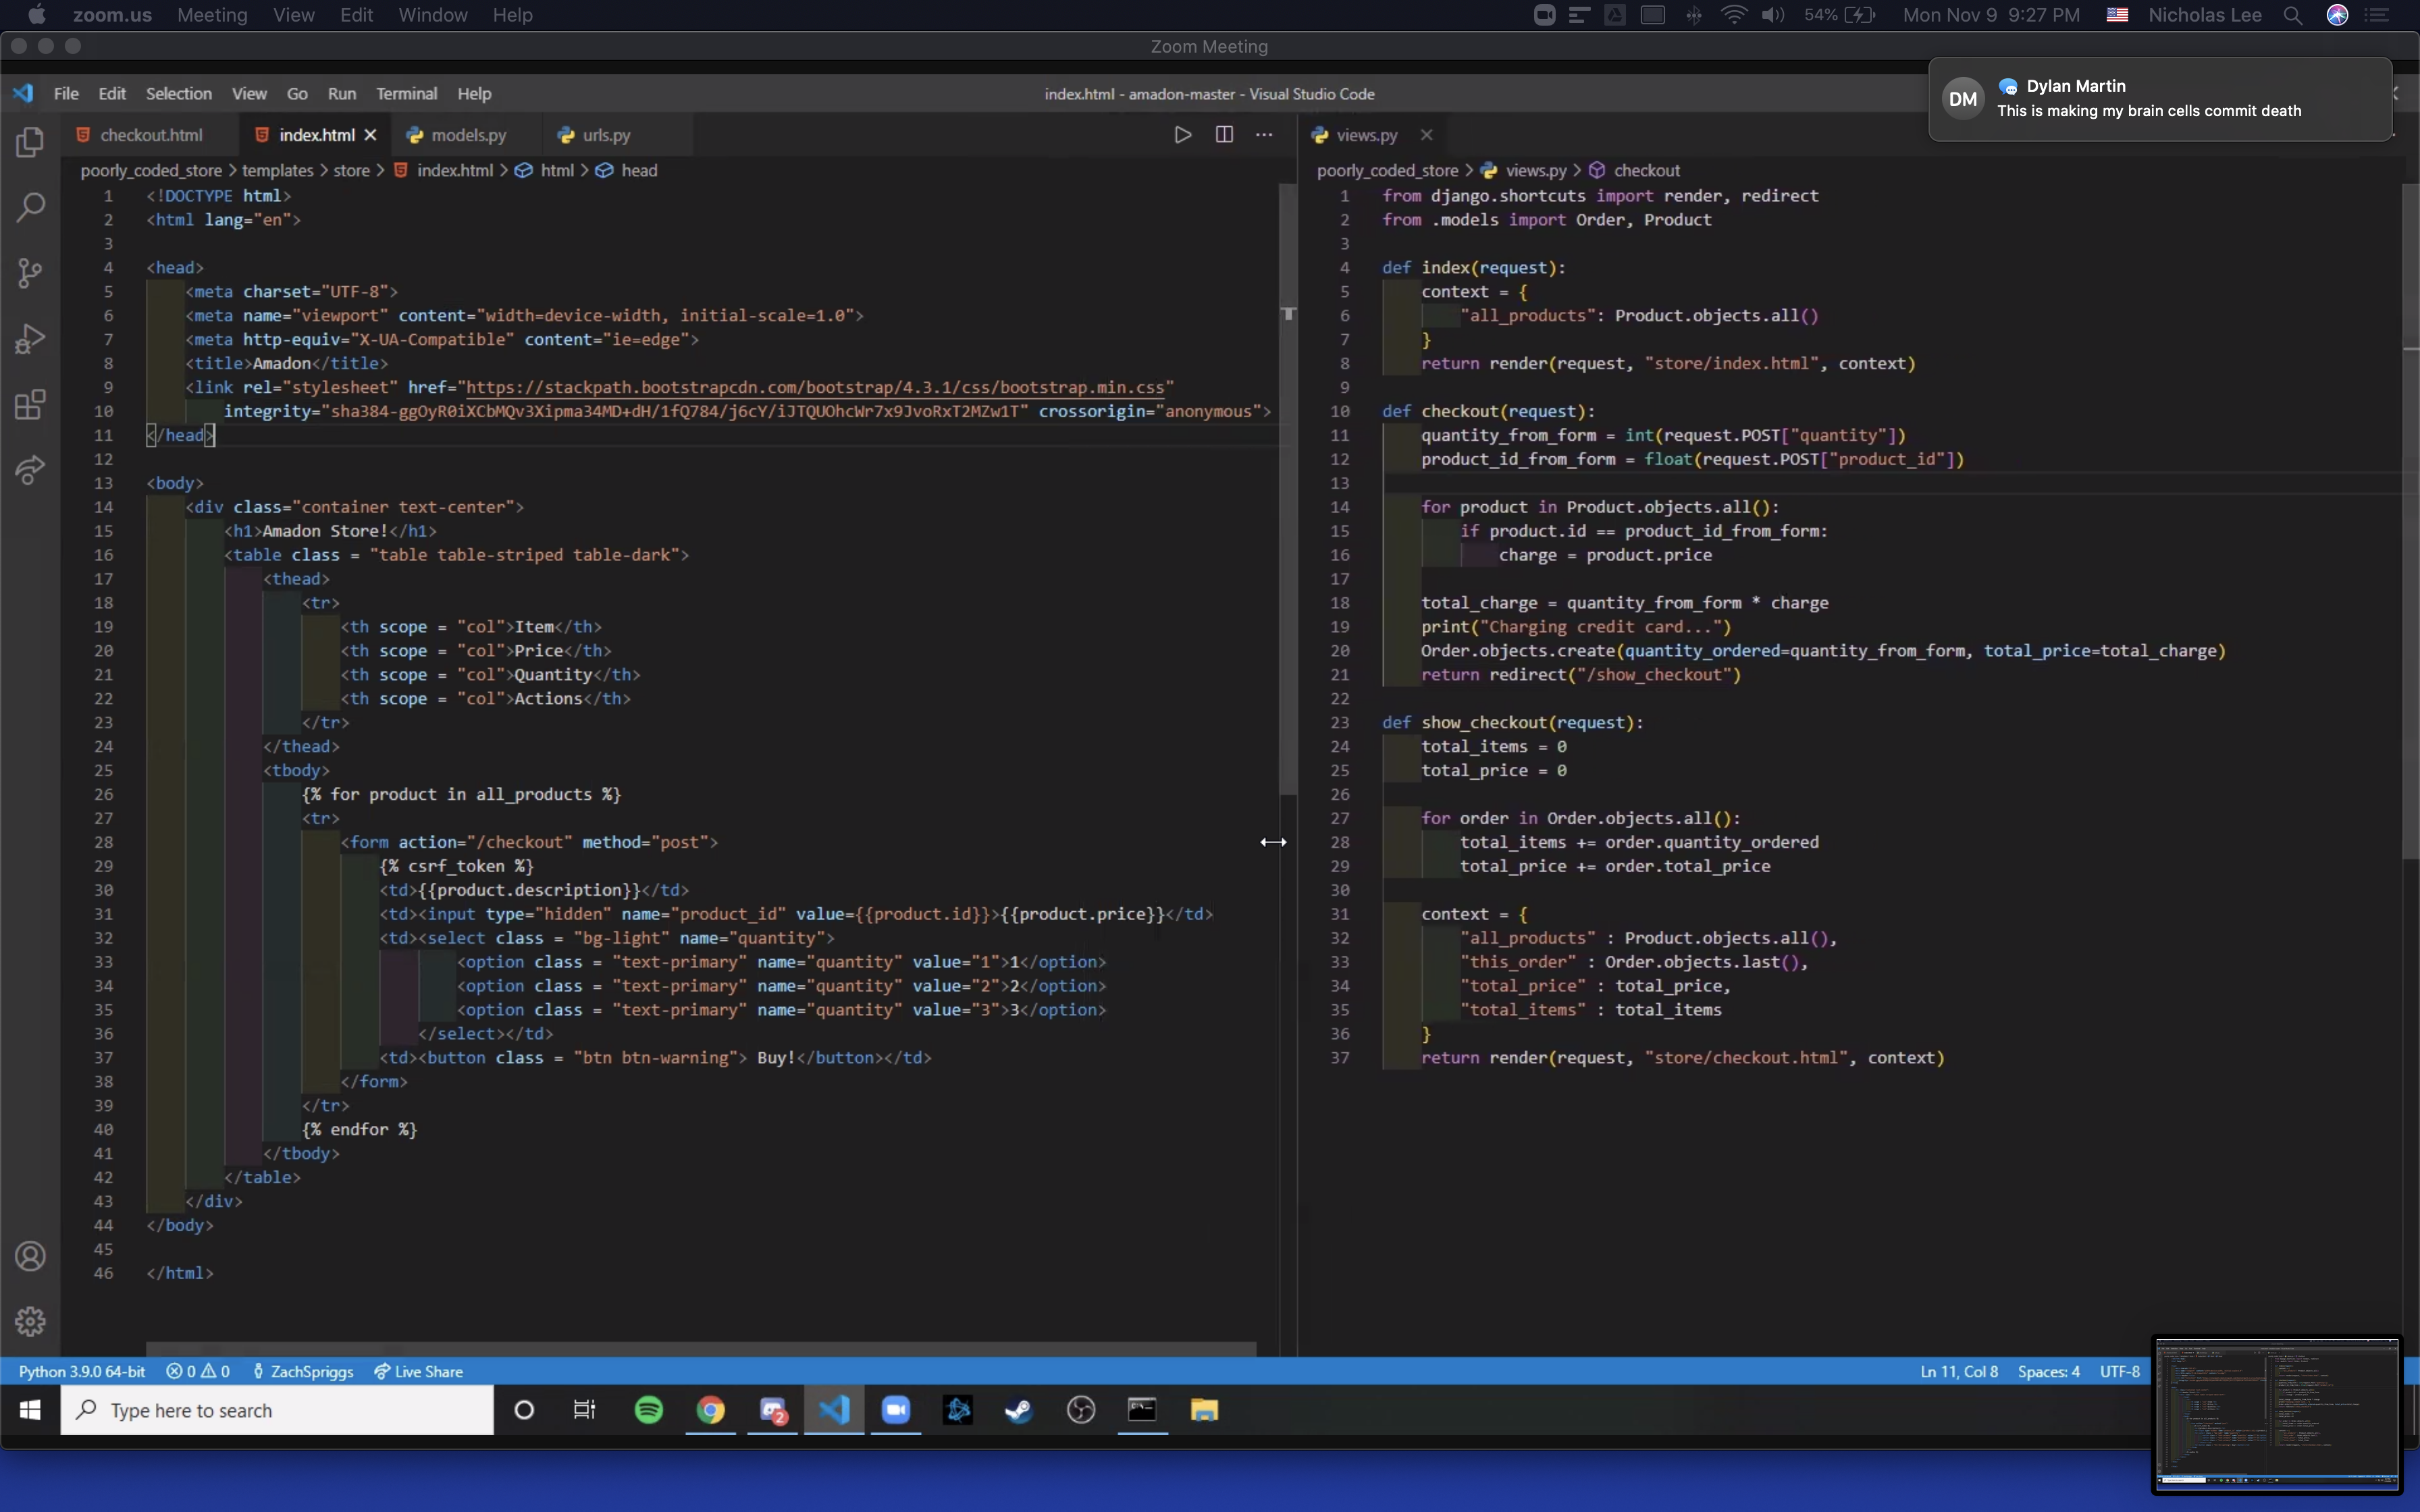 zoom.us Meeting View Edit Window Help 54% Mon Nov 9 9:27 PM Nicholas Lee
Zoom Meeting
DM Dylan Martin
This is making my brain cells commit death
File Edit Selection View Go Run Terminal Help index.html - amadon-master - Visual Studio Code
checkout.html index.html models.py urls.py
poorly_coded_store > templates > store > index.html > html > head
1 <!DOCTYPE html>
2 <html lang="en">
3
4 <head>
5 <meta charset="UTF-8">
6 <meta name="viewport" content="width=device-width, initial-scale=1.0">
7 <meta http-equiv="X-UA-Compatible" content="ie=edge">
8 <title>Amadon</title>
9 <link rel="stylesheet" href="https://stackpath.bootstrapcdn.com/bootstrap/4.3.1/css/bootstrap.min.css"
10 integrity="sha384-ggOyR0iXCbMQv3Xipma34MD+dH/1fQ784/j6cY/iJTQUOhcWr7x9JvoRxT2MZw1T" crossorigin="anonymous">
11 </head>
12
13 <body>
14 <div class="container text-center">
15 <h1>Amadon Store!</h1>
16 <table class = "table table-striped table-dark">
17 <thead>
18 <tr>
19 <th scope = "col">Item</th>
20 <th scope = "col">Price</th>
21 <th scope = "col">Quantity</th>
22 <th scope = "col">Actions</th>
23 </tr>
24 </thead>
25 <tbody>
26 {% for product in all_products %}
27 <tr>
28 <form action="/checkout" method="post">
29 {% csrf_token %}
30 <td>{{product.description}}</td>
31 <td><input type="hidden" name="product_id" value={{product.id}}>{{product.price}}</td>
32 <td><select class = "bg-light" name="quantity">
33 <option class = "text-primary" name="quantity" value="1">1</option>
34 <option class = "text-primary" name="quantity" value="2">2</option>
35 <option class = "text-primary" name="quantity" value="3">3</option>
36 </select></td>
37 <td><button class = "btn btn-warning"> Buy!</button></td>
38 </form>
39 </tr>
40 {% endfor %}
41 </tbody>
42 </table>
43 </div>
44 </body>
45
46 </html>
views.py
poorly_coded_store > views.py > checkout
1 from django.shortcuts import render, redirect
2 from .models import Order, Product
3
4 def index(request):
5 context = {
6 "all_products": Product.objects.all()
7 }
8 return render(request, "store/index.html", context)
9
10 def checkout(request):
11 quantity_from_form = int(request.POST["quantity"])
12 product_id_from_form = float(request.POST["product_id"])
13
14 for product in Product.objects.all():
15 if product.id == product_id_from_form:
16 charge = product.price
17
18 total_charge = quantity_from_form * charge
19 print("Charging credit card...")
20 Order.objects.create(quantity_ordered=quantity_from_form, total_price=total_charge)
21 return redirect("/show_checkout")
22
23 def show_checkout(request):
24 total_items = 0
25 total_price = 0
26
27 for order in Order.objects.all():
28 total_items += order.quantity_ordered
29 total_price += order.total_price
30
31 context = {
32 "all_products" : Product.objects.all(),
33 "this_order" : Order.objects.last(),
34 "total_price" : total_price,
35 "total_items" : total_items
36 }
37 return render(request, "store/checkout.html", context)
Python 3.9.0 64-bit 0 0 ZachSpriggs Live Share Ln 11, Col 8 Spaces: 4 UTF-8
Type here to search 2